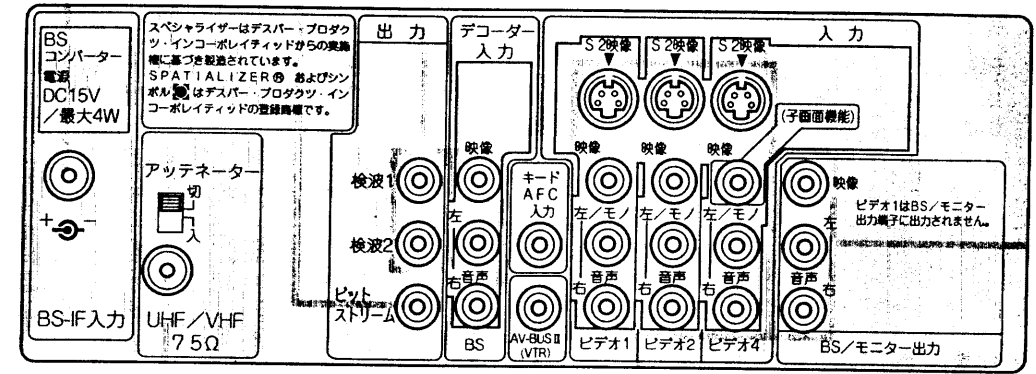 BS
コンバーター
電源
DC15V
／最大4W
BS-IF入力
スペシャライザーはデスパー・プロダク
ツ・インコーポレイティッドからの実施
権に基づき製造されています。
SPATIALIZER® およびシン
ボル はデスパー・プロダクツ・イン
コーポレイティッドの登録商標です。
アッテネーター
切
入
UHF／VHF
75Ω
出 力
検波1
検波2
ビット
ストリーム
デコーダー
入力
映像
左
音声
右
BS
キード
AFC
入力
AV-BUSⅡ
(VTR)
入 力
S2映像
S2映像
S2映像
(子画面機能)
映像
映像
映像
左／モノ
左／モノ
左／モノ
音声
音声
音声
右
右
右
ビデオ1
ビデオ2
ビデオ4
映像
ビデオ1はBS／モニター
出力端子に出力されません。
左
音声
右
BS／モニター出力
+
−